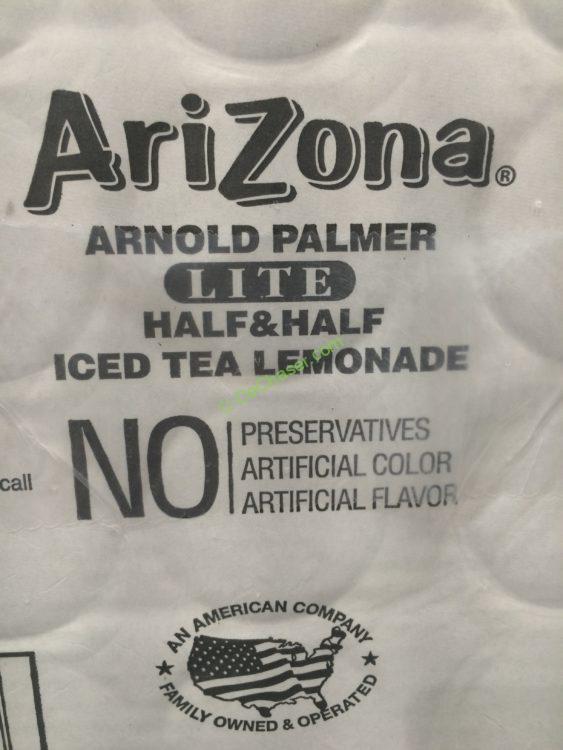 AriZona®
ARNOLD PALMER
LITE
HALF&HALF
ICED TEA LEMONADE
NO
PRESERVATIVES
ARTIFICIAL COLOR
ARTIFICIAL FLAVOR
call
AN AMERICAN COMPANY
FAMILY OWNED & OPERATED